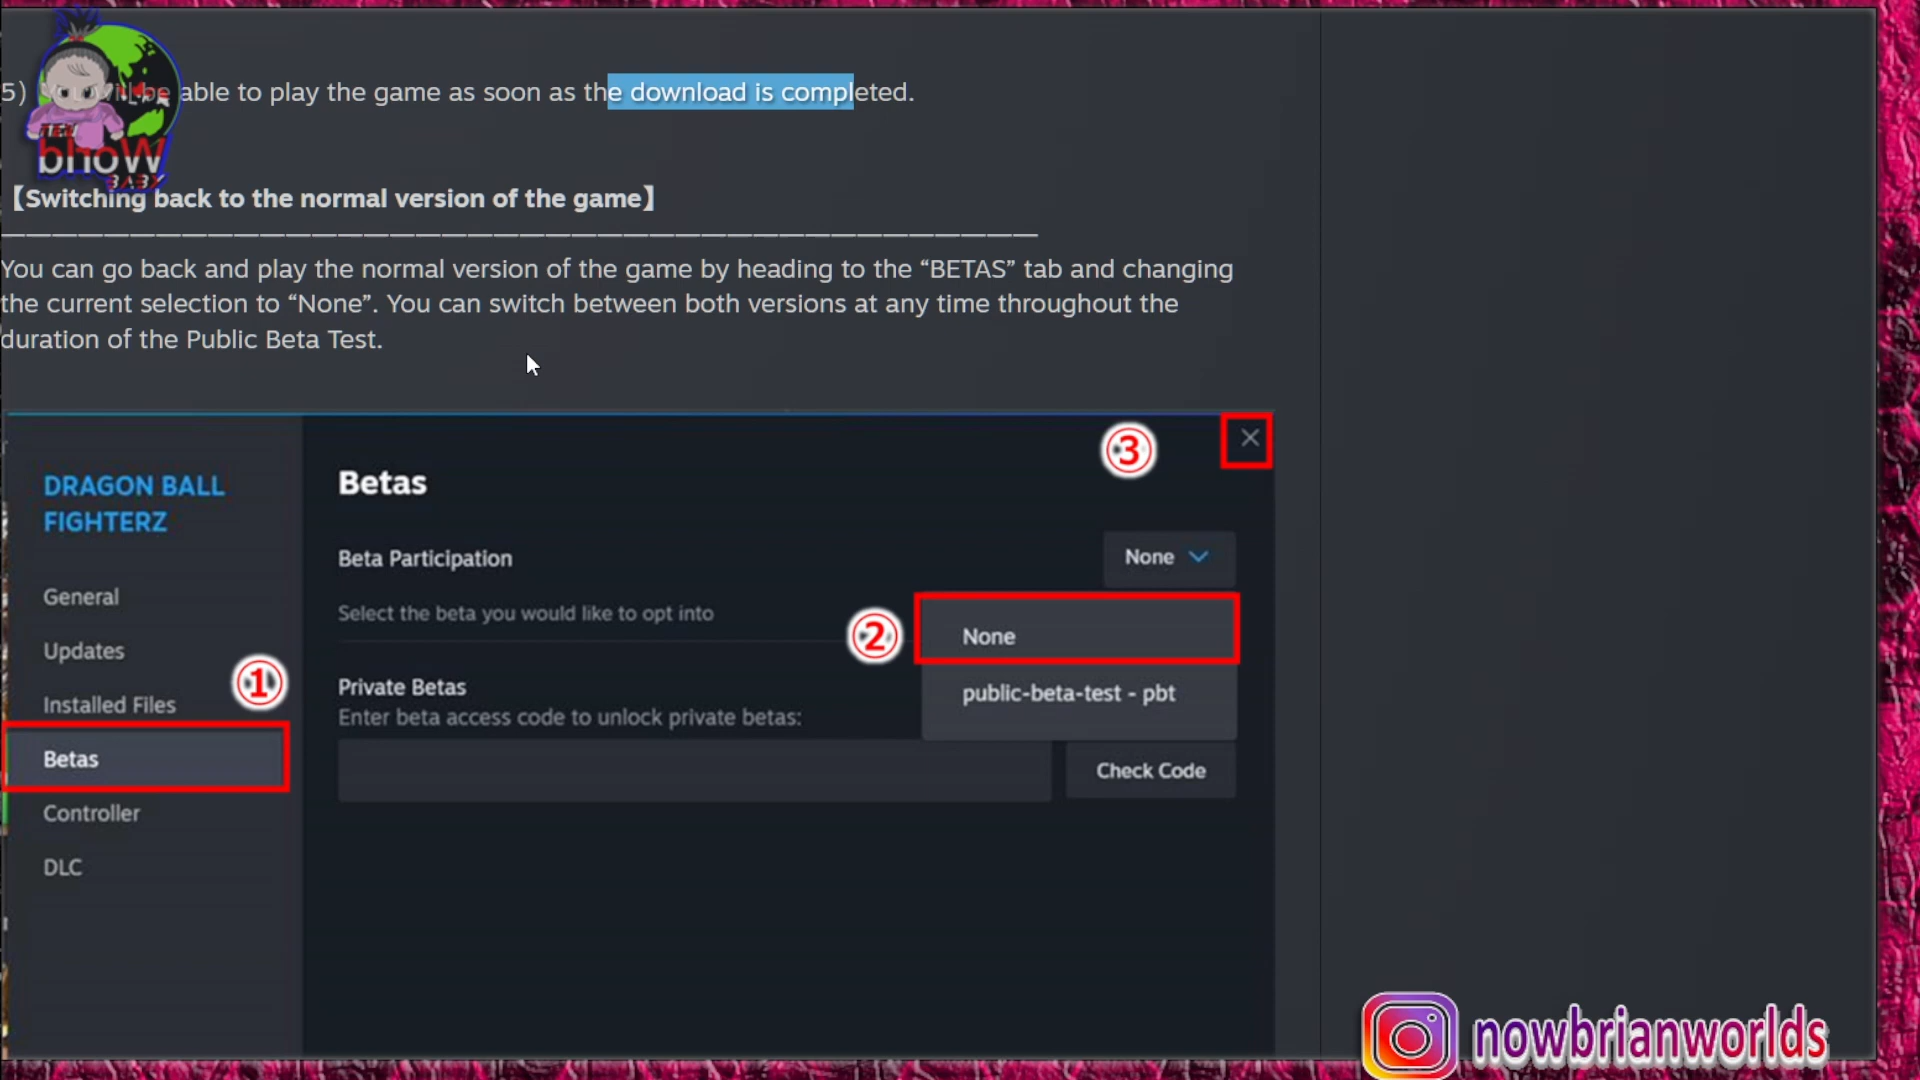 5) will be able to play the game as soon as the download is completed.
bhoW
BABY
【Switching back to the normal version of the game】
————————————————————————————————————————
You can go back and play the normal version of the game by heading to the “BETAS” tab and changing
the current selection to “None”. You can switch between both versions at any time throughout the
duration of the Public Beta Test.
③
DRAGON BALL
FIGHTERZ
Betas
Beta Participation
None
General
Select the beta you would like to opt into
②
None
Updates
①
Private Betas
public-beta-test - pbt
Installed Files
Enter beta access code to unlock private betas:
Betas
Check Code
Controller
DLC
nowbrianworlds